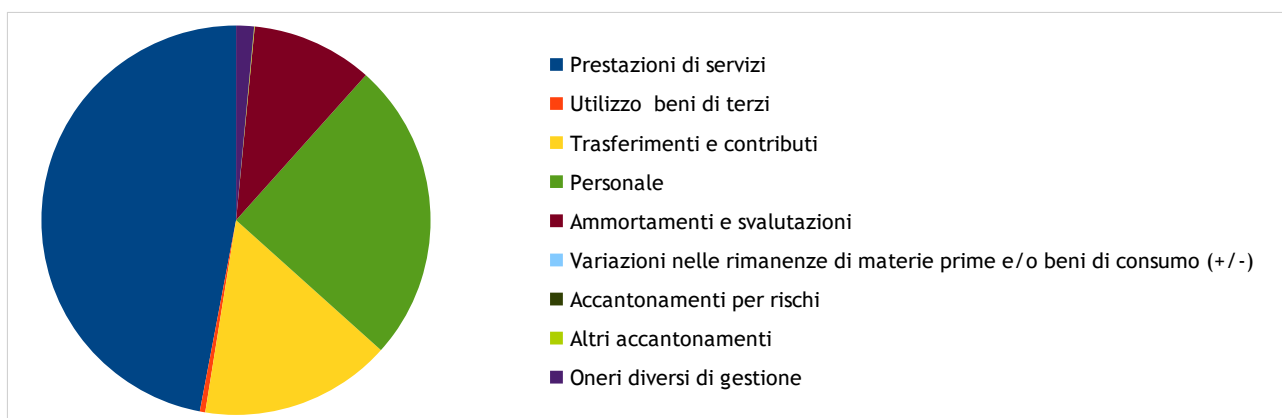 Prestazioni di servizi
Utilizzo  beni di terzi
Trasferimenti e contributi
Personale
Ammortamenti e svalutazioni
Variazioni nelle rimanenze di materie prime e/o beni di consumo (+/-)
Accantonamenti per rischi
Altri accantonamenti
Oneri diversi di gestione